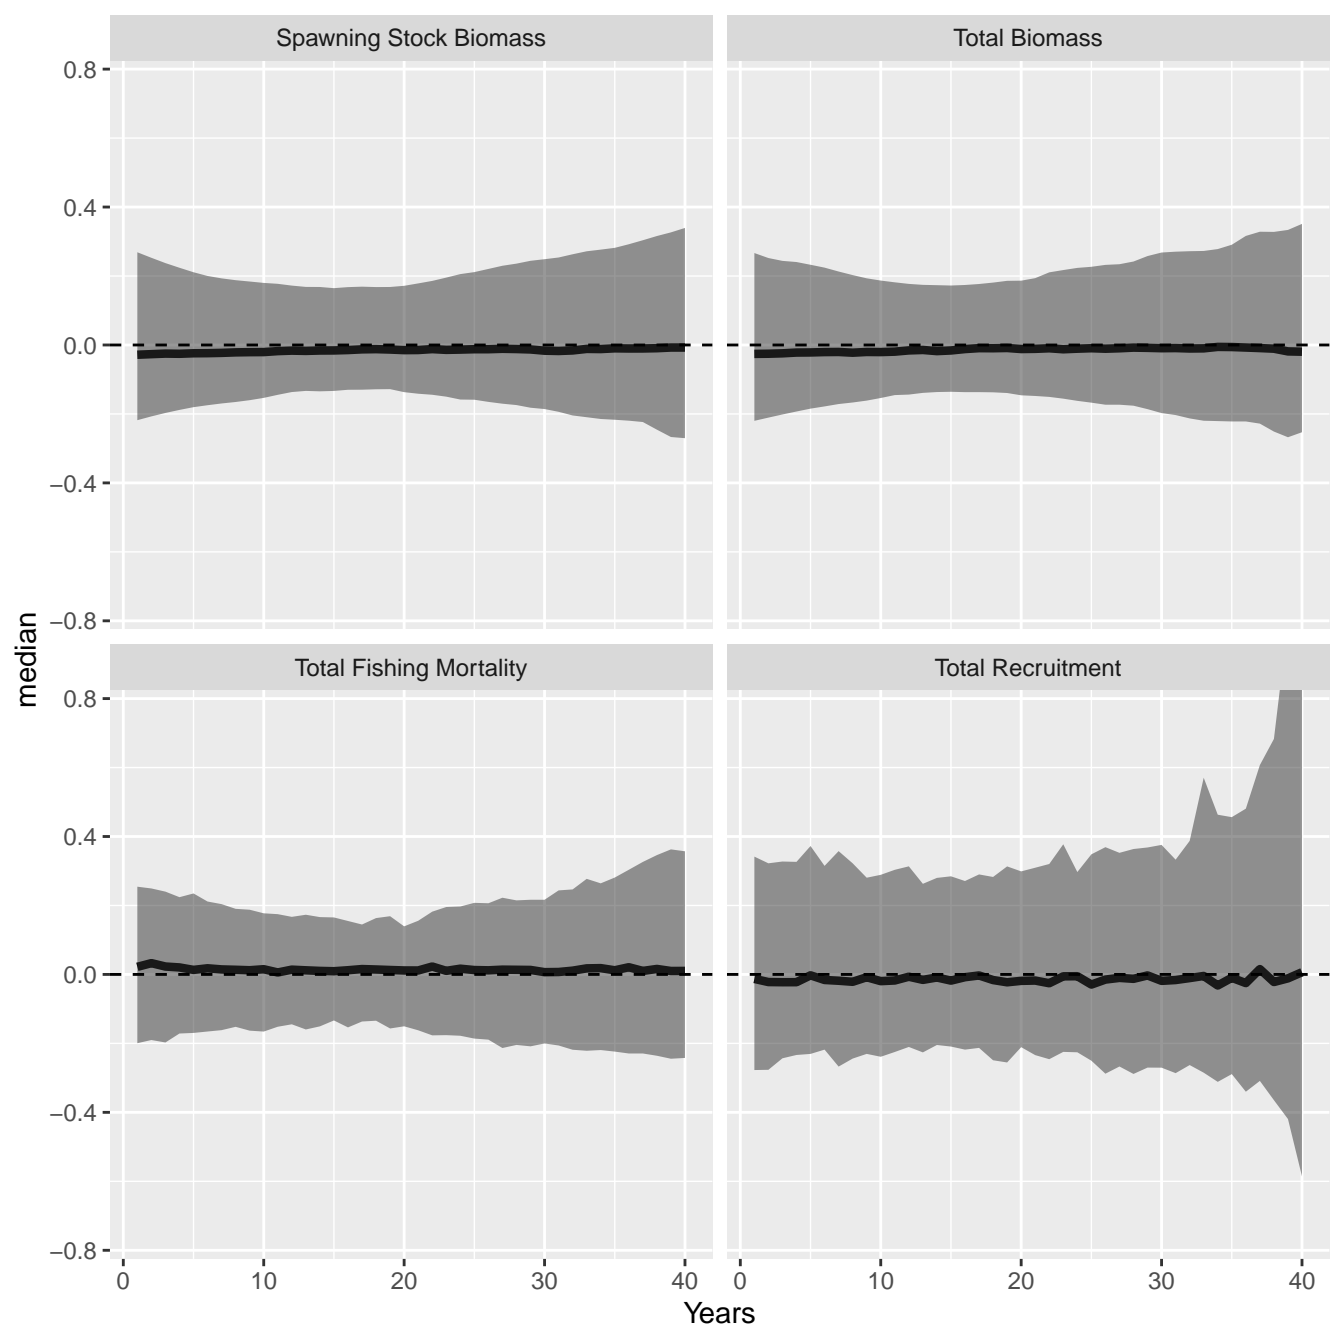 Spawning Stock Biomass
Total Biomass
0.8
0.4
0.0
−0.4
−0.8
median
Total Fishing Mortality
Total Recruitment
0.8
0.4
0.0
−0.4
−0.8
0 10 20 30 40
0 10 20 30 40
Years